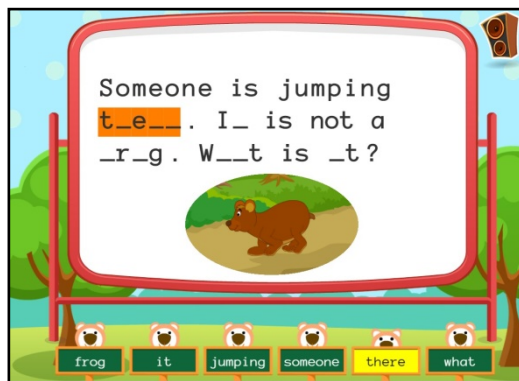 Someone is jumping
t_e__. I_ is not a
_r_g. W__t is _t?
frog it jumping someone there what